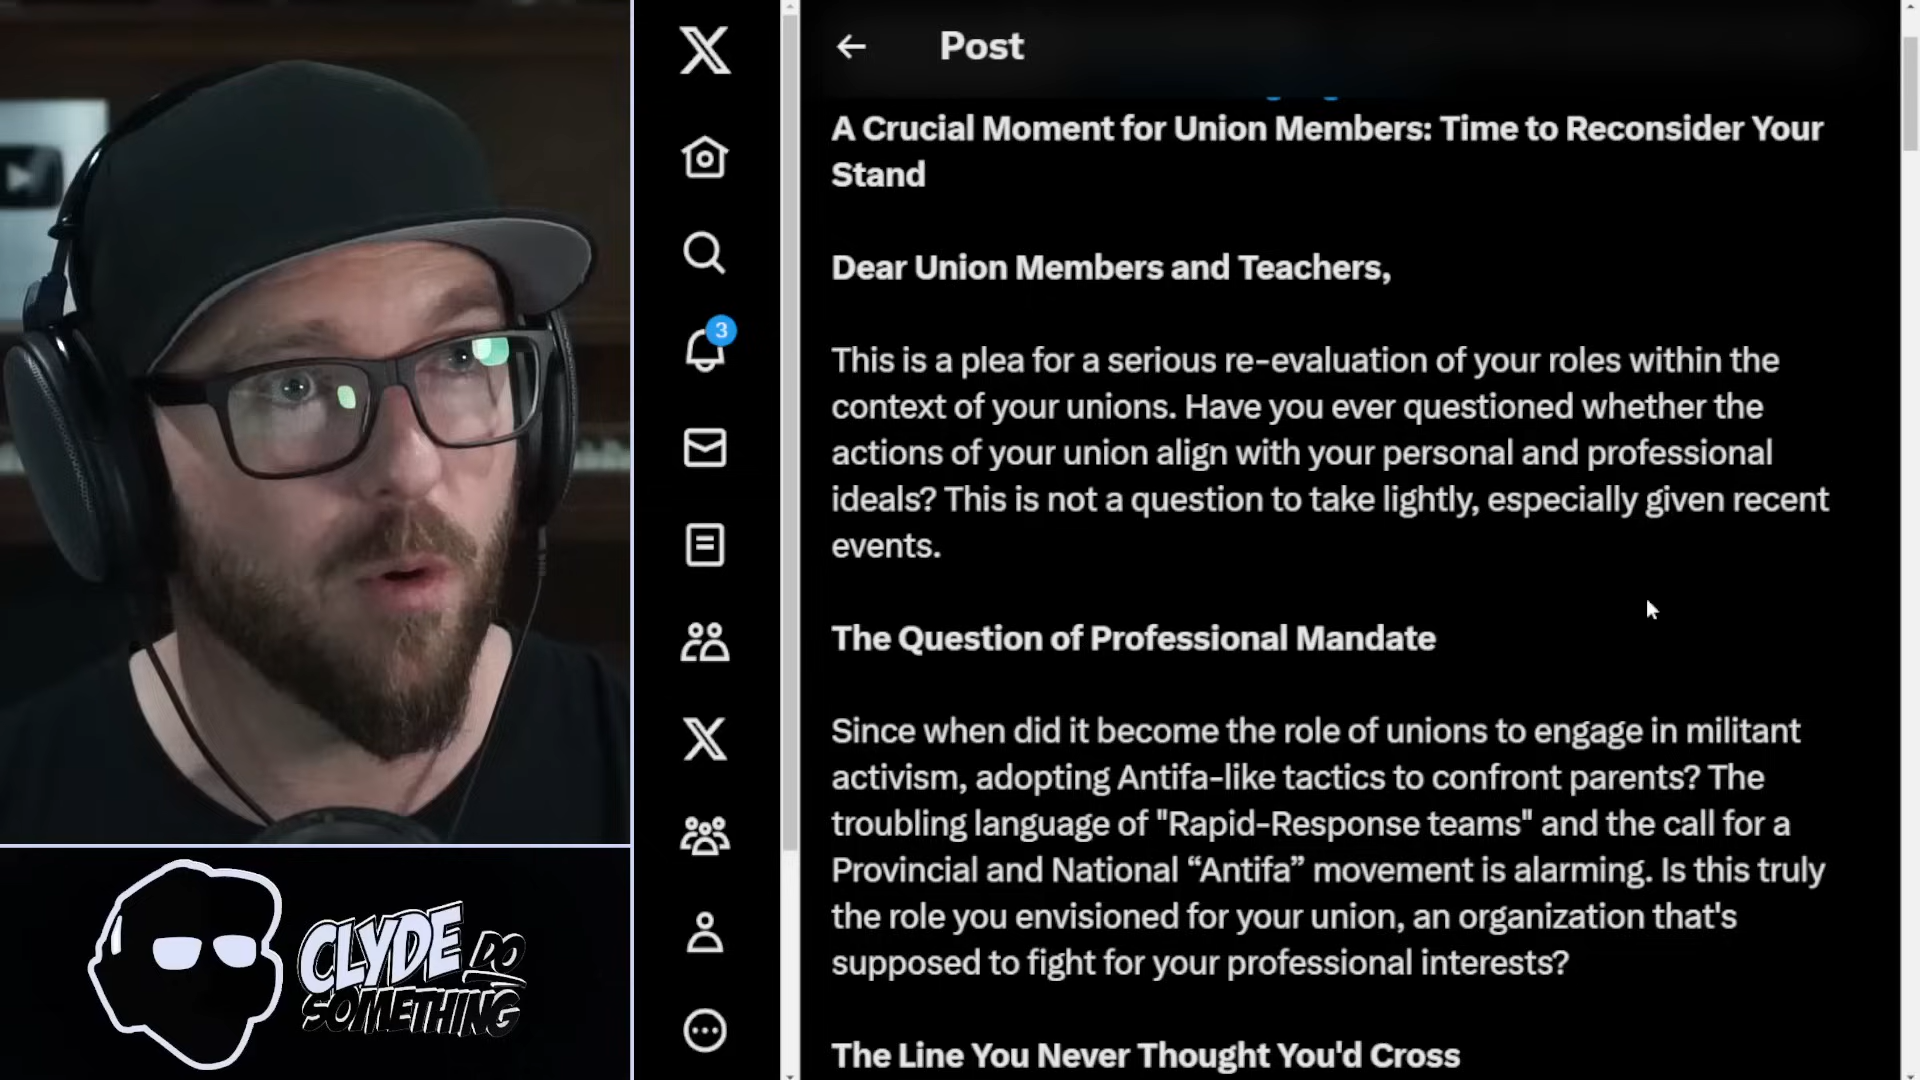 Post
A Crucial Moment for Union Members: Time to Reconsider Your
Stand
Dear Union Members and Teachers,
This is a plea for a serious re-evaluation of your roles within the
context of your unions. Have you ever questioned whether the
actions of your union align with your personal and professional
ideals? This is not a question to take lightly, especially given recent
events.
The Question of Professional Mandate
Since when did it become the role of unions to engage in militant
activism, adopting Antifa-like tactics to confront parents? The
troubling language of "Rapid-Response teams" and the call for a
Provincial and National “Antifa” movement is alarming. Is this truly
the role you envisioned for your union, an organization that's
supposed to fight for your professional interests?
The Line You Never Thought You'd Cross
3
CLYDE DO
SOMETHING